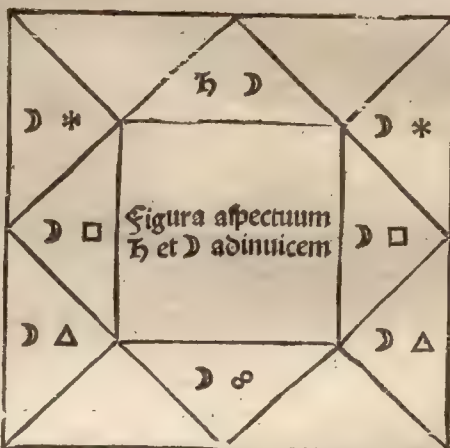 ♄ ☽
☽ ⚹ ☽ ⚹
☽ □ Figura aſpectuum ☽ □
♄ et ☽ adinuicem
☽ △ ☽ △
☽ ☍